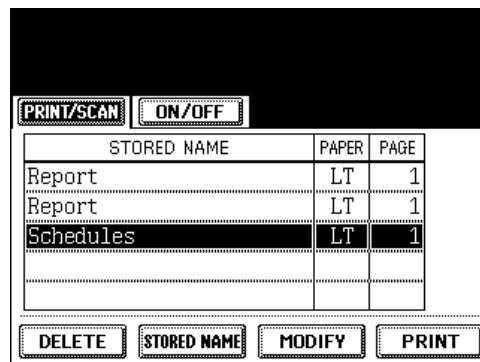 PRINT/SCAN ON/OFF
STORED NAME PAPER PAGE
Report LT 1
Report LT 1
Schedules LT 1
DELETE STORED NAME MODIFY PRINT